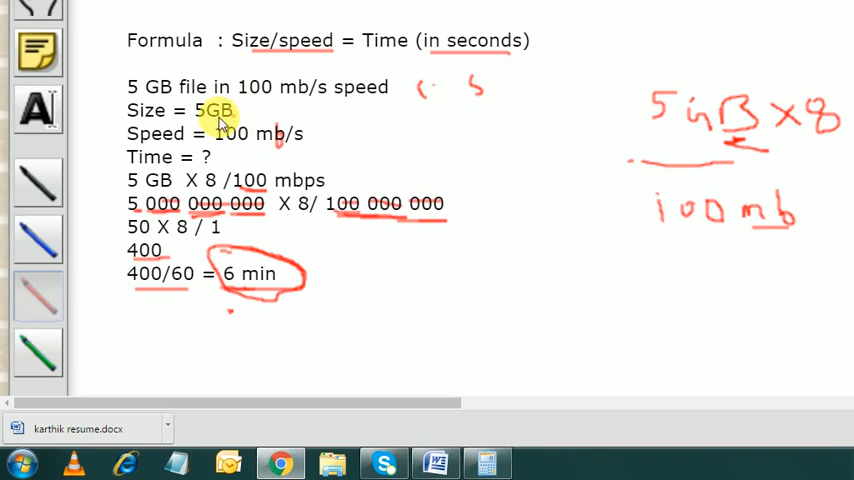 Formula : Size/speed = Time (in seconds)
5 GB file in 100 mb/s speed
Size = 5GB
Speed = 100 mb/s
Time = ?
5 GB X 8 /100 mbps
5 000 000 000 X 8/ 100 000 000
50 X 8 / 1
400
400/60 = 6 min
5 in B X 8
100 mb
A
karthik resume.docx